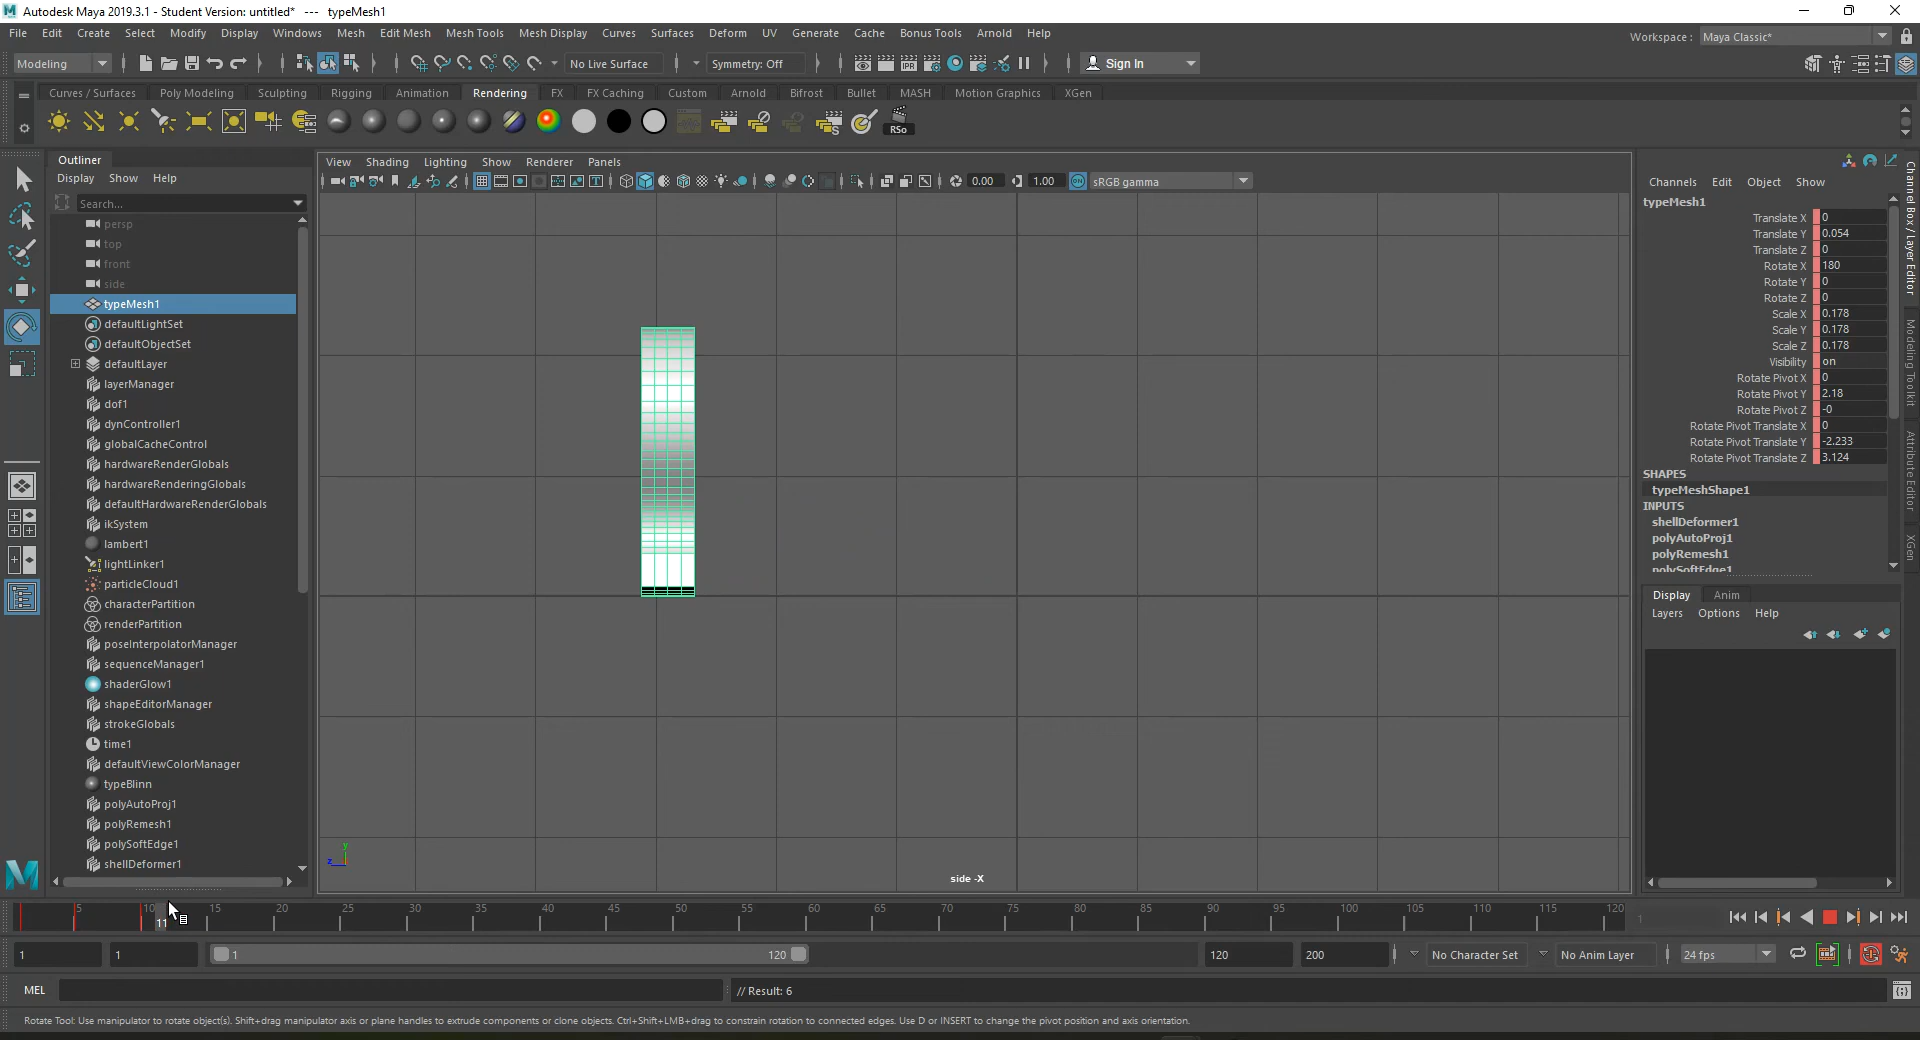 Autodesk Maya 2019.3.1 - Student Version: untitled* --- typeMesh1
File Edit Create Select Modify Display Windows Mesh Edit Mesh Mesh Tools Mesh Display Curves Surfaces Deform UV Generate Cache Bonus Tools Arnold Help
Workspace : Maya Classic*
Modeling No Live Surface Symmetry: Off Sign In
Curves / Surfaces Poly Modeling Sculpting Rigging Animation Rendering FX FX Caching Custom Arnold Bifrost Bullet MASH Motion Graphics XGen
RSo
Outliner
Display Show Help
Search...
persp
top
front
side
typeMesh1
defaultLightSet
defaultObjectSet
defaultLayer
layerManager
dof1
dynController1
globalCacheControl
hardwareRenderGlobals
hardwareRenderingGlobals
defaultHardwareRenderGlobals
ikSystem
lambert1
lightLinker1
particleCloud1
characterPartition
renderPartition
poseInterpolatorManager
sequenceManager1
shaderGlow1
shapeEditorManager
strokeGlobals
time1
defaultViewColorManager
typeBlinn
polyAutoProj1
polyRemesh1
polySoftEdge1
shellDeformer1
View Shading Lighting Show Renderer Panels
0.00 1.00 ON sRGB gamma
y
z
side -X
Channels Edit Object Show
typeMesh1
Translate X 0
Translate Y 0.054
Translate Z 0
Rotate X 180
Rotate Y 0
Rotate Z 0
Scale X 0.178
Scale Y 0.178
Scale Z 0.178
Visibility on
Rotate Pivot X 0
Rotate Pivot Y 2.18
Rotate Pivot Z -0
Rotate Pivot Translate X 0
Rotate Pivot Translate Y -2.233
Rotate Pivot Translate Z 3.124
SHAPES
typeMeshShape1
INPUTS
shellDeformer1
polyAutoProj1
polyRemesh1
polySoftEdge1
Display Anim
Layers Options Help
Channel Box / Layer Editor
Modeling Toolkit
Attribute Editor
XGen
5 10 15 20 25 30 35 40 45 50 55 60 65 70 75 80 85 90 95 100 105 110 115 120
11
1
1 1 1 120 120 200 No Character Set No Anim Layer 24 fps
MEL // Result: 6
Rotate Tool: Use manipulator to rotate object(s). Shift+drag manipulator axis or plane handles to extrude components or clone objects. Ctrl+Shift+LMB+drag to constrain rotation to connected edges. Use D or INSERT to change the pivot position and axis orientation.